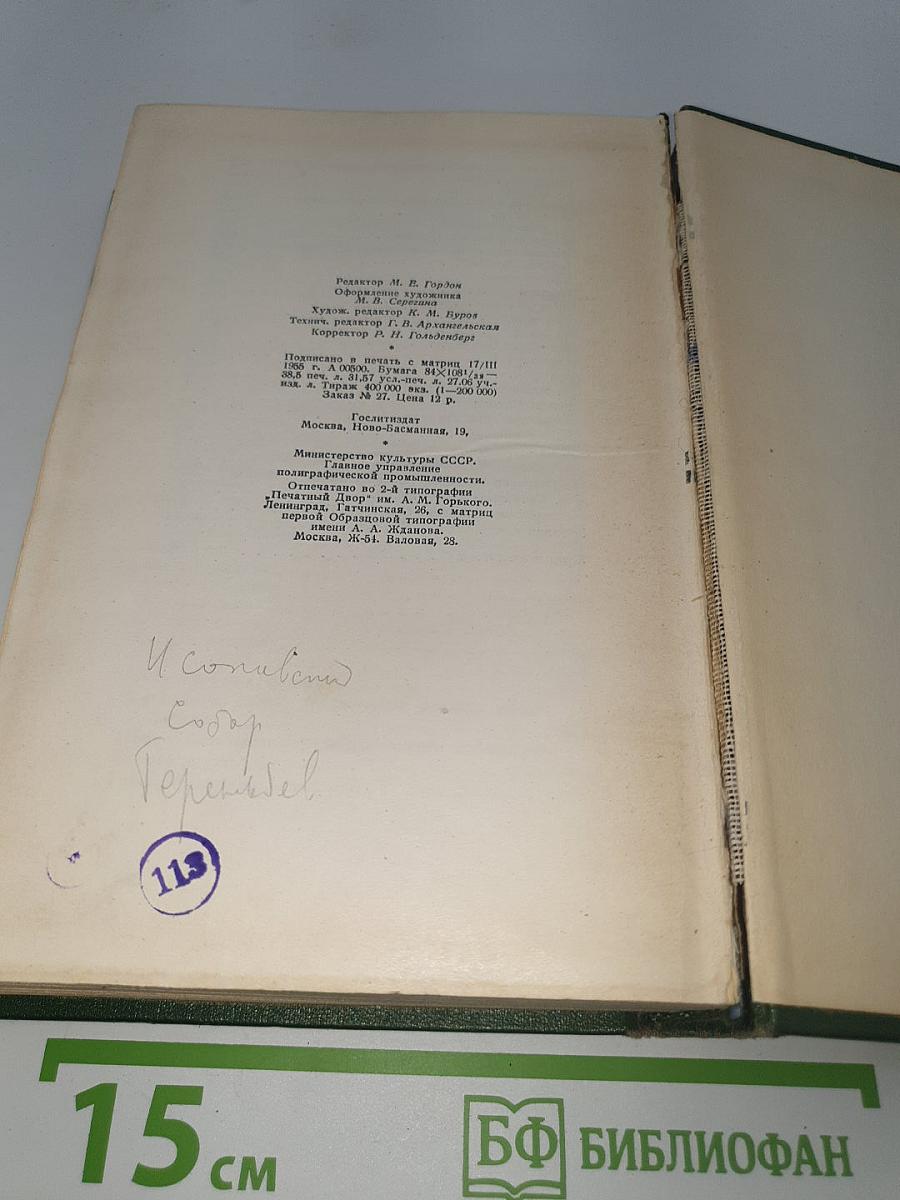 Редактор М. В. Гордон
Оформление художника
М. В. Серегина
Худож. редактор К. М. Буров
Технич. редактор Г. В. Архангельская
Корректор Р. Н. Гольденберг
*
Подписано в печать с матриц 17/III
1955 г. А 00500. Бумага 84×108¹/₃₂—
38,5 печ. л. 31,57 усл.-печ. л. 27.06 уч.-
изд. л. Тираж 400 000 экз. (1—200 000)
Заказ № 27. Цена 12 р.
Гослитиздат
Москва, Ново-Басманная, 19,
*
Министерство культуры СССР.
Главное управление
полиграфической промышленности.
Отпечатано во 2-й типографии
„Печатный Двор" им. А. М. Горького.
Ленинград, Гатчинская, 26, с матриц
первой Образцовой типографии
имени А. А. Жданова.
Москва, Ж-54. Валовая, 28.
113
15 см
БФ БИБЛИОФАН